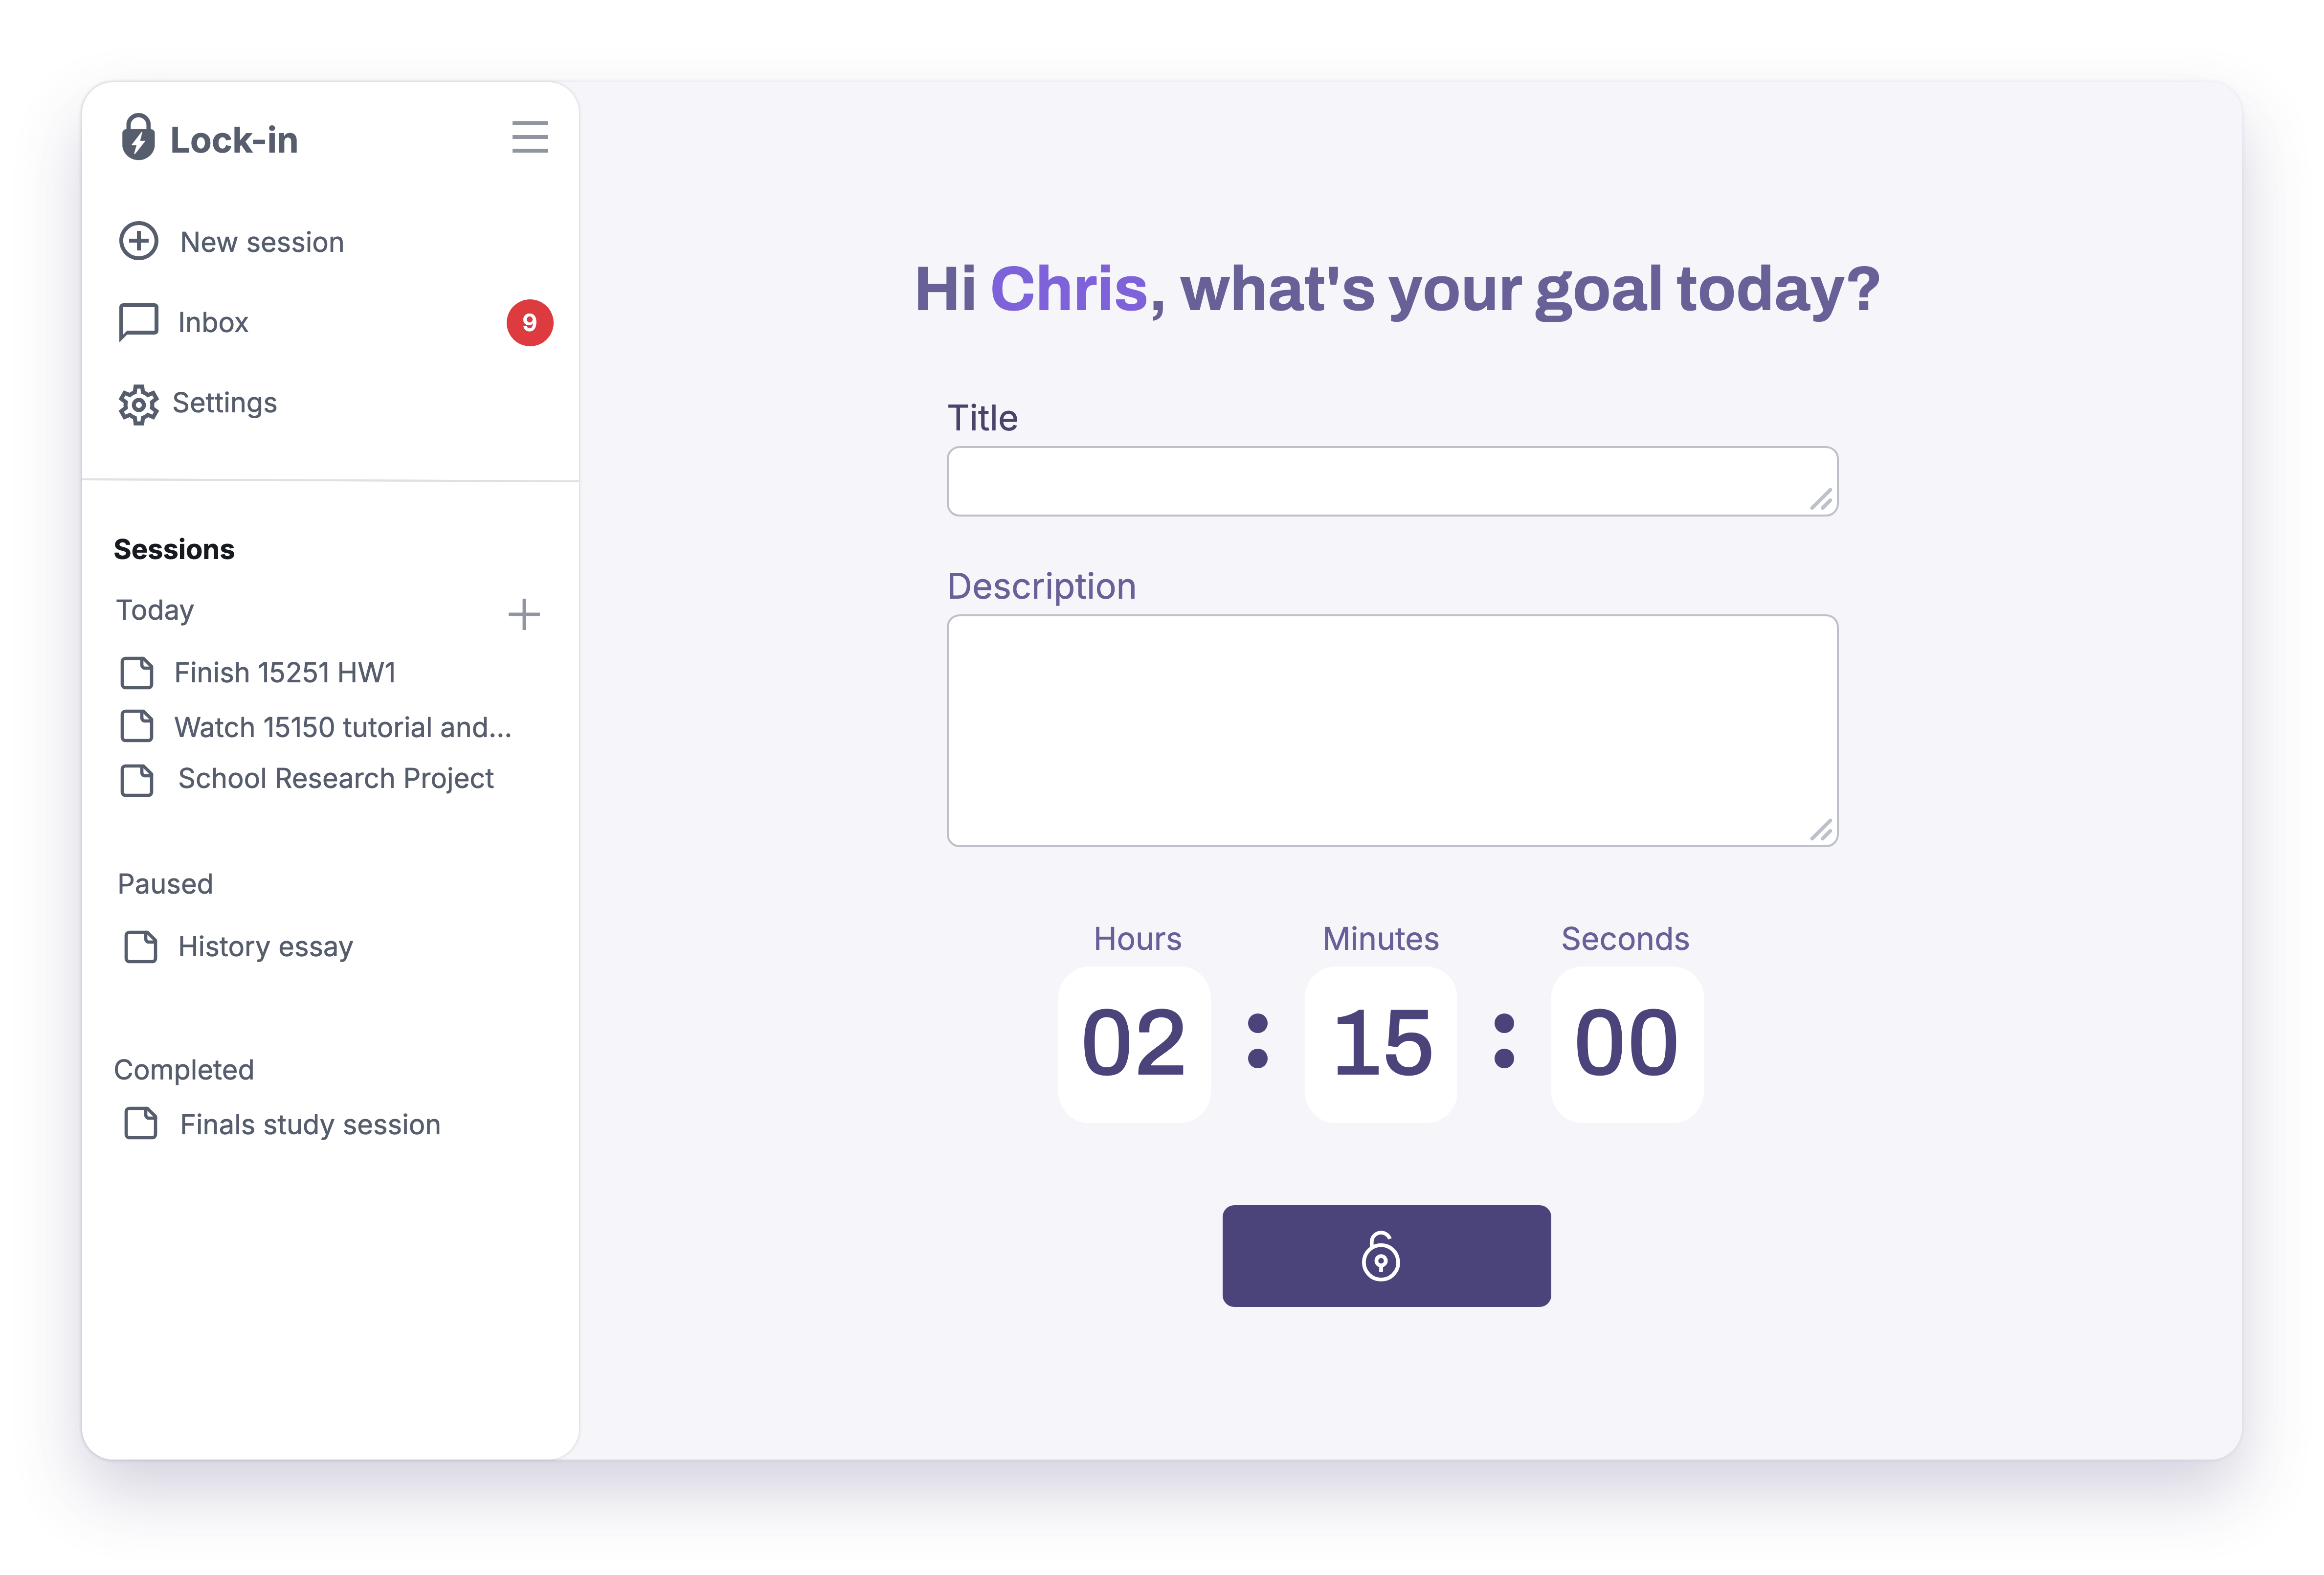 Lock-in
New session
Inbox 9
Settings
Sessions
Today
Finish 15251 HW1
Watch 15150 tutorial and...
School Research Project
Paused
History essay
Completed
Finals study session
Hi Chris, what's your goal today?
Title
Description
Hours Minutes Seconds
02 : 15 : 00